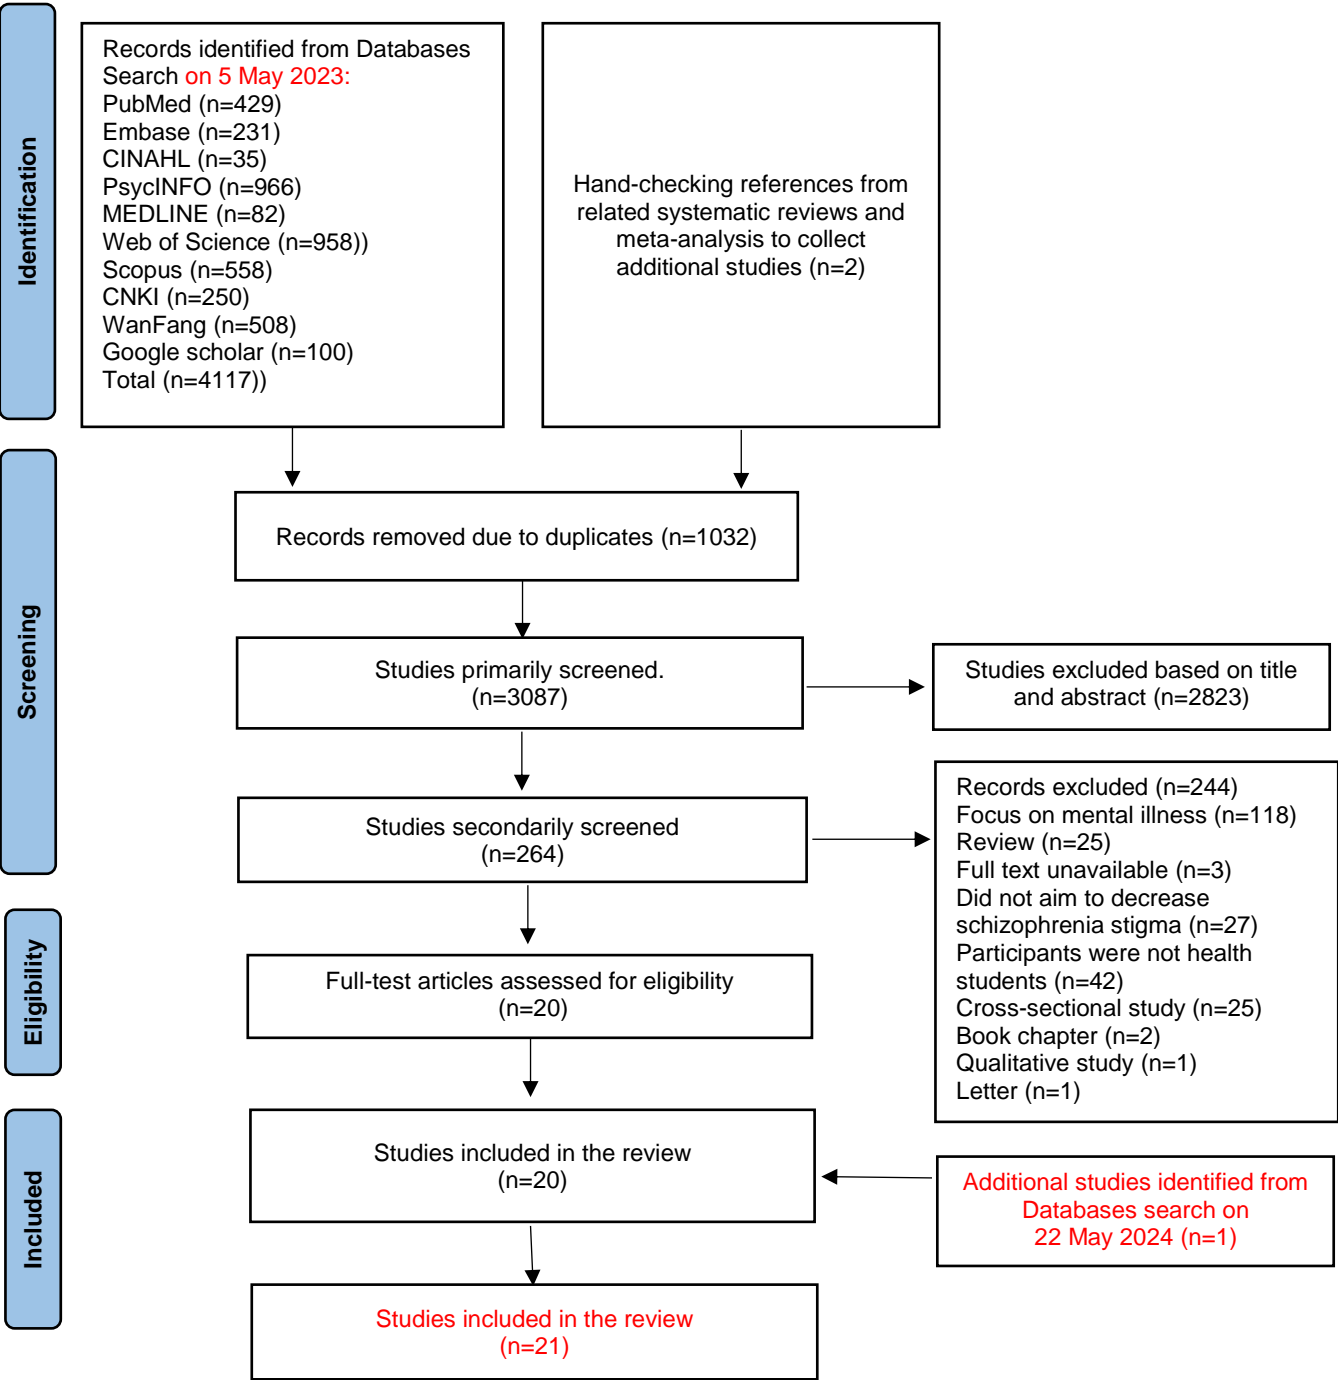 Identification
Records identified from Databases
Search on 5 May 2023:
PubMed (n=429)
Embase (n=231)
CINAHL (n=35)
PsycINFO (n=966)
MEDLINE (n=82)
Web of Science (n=958))
Scopus (n=558)
CNKI (n=250)
WanFang (n=508)
Google scholar (n=100)
Total (n=4117))
Hand-checking references from
related systematic reviews and
meta-analysis to collect
additional studies (n=2)
Screening
Records removed due to duplicates (n=1032)
Studies primarily screened.
(n=3087)
Studies excluded based on title
and abstract (n=2823)
Studies secondarily screened
(n=264)
Records excluded (n=244)
Focus on mental illness (n=118)
Review (n=25)
Full text unavailable (n=3)
Did not aim to decrease
schizophrenia stigma (n=27)
Participants were not health
students (n=42)
Cross-sectional study (n=25)
Book chapter (n=2)
Qualitative study (n=1)
Letter (n=1)
Eligibility
Full-test articles assessed for eligibility
(n=20)
Included
Studies included in the review
(n=20)
Additional studies identified from
Databases search on
22 May 2024 (n=1)
Studies included in the review
(n=21)